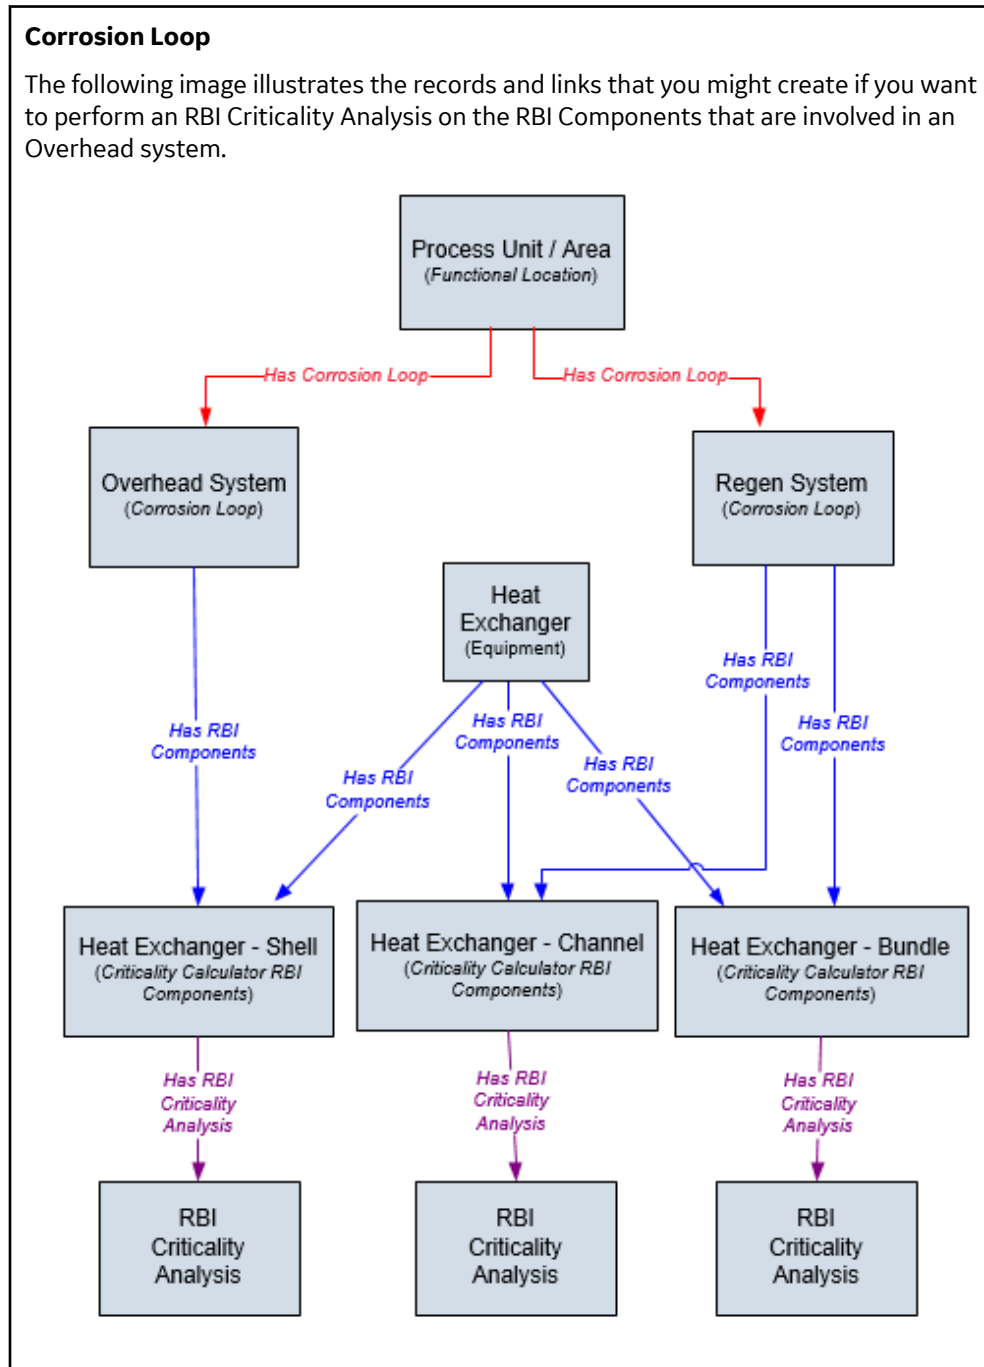 Corrosion Loop
The following image illustrates the records and links that you might create if you want
to perform an RBI Criticality Analysis on the RBI Components that are involved in an
Overhead system.
Process Unit / Area
(Functional Location)
Has Corrosion Loop
Has Corrosion Loop
Overhead System
(Corrosion Loop)
Regen System
(Corrosion Loop)
Heat
Exchanger
(Equipment)
Has RBI
Components
Has RBI
Components
Has RBI
Components
Has RBI
Components
Has RBI
Components
Has RBI
Components
Heat Exchanger - Shell
(Criticality Calculator RBI
Components)
Heat Exchanger - Channel
(Criticality Calculator RBI
Components)
Heat Exchanger - Bundle
(Criticality Calculator RBI
Components)
Has RBI
Criticality
Analysis
Has RBI
Criticality
Analysis
Has RBI
Criticality
Analysis
RBI
Criticality
Analysis
RBI
Criticality
Analysis
RBI
Criticality
Analysis